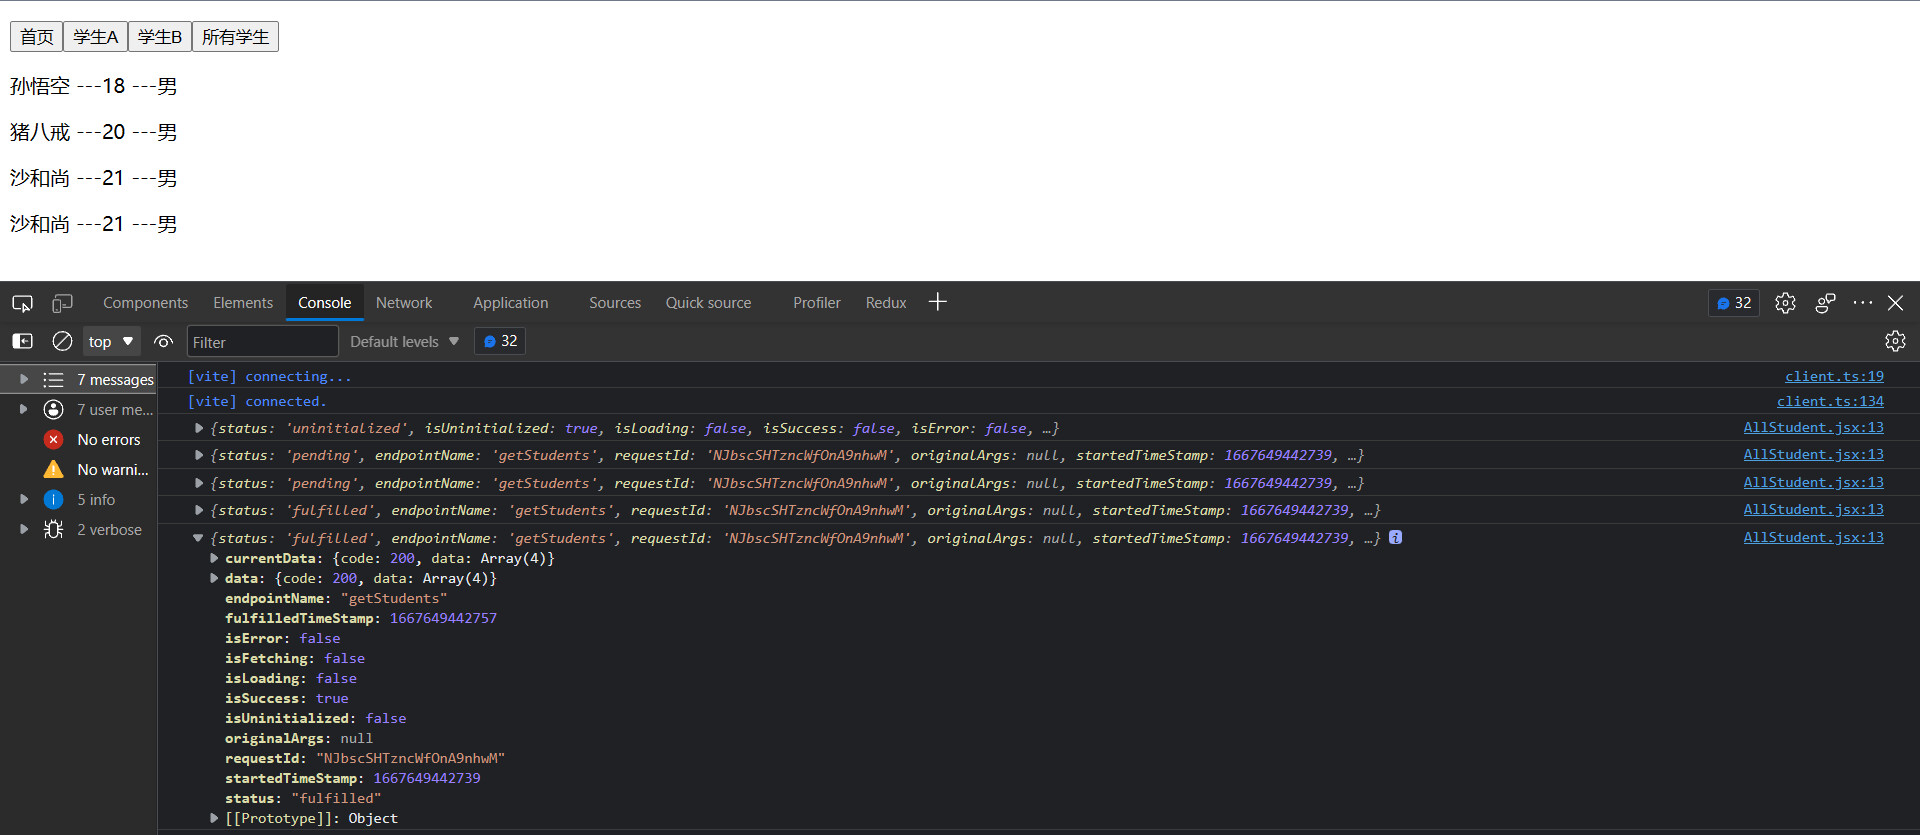 首页 学生A 学生B 所有学生
孙悟空 ---18 ---男
猪八戒 ---20 ---男
沙和尚 ---21 ---男
沙和尚 ---21 ---男
Components Elements Console Network Application Sources Quick source Profiler Redux 32
top Filter Default levels 32
7 messages
7 user me...
No errors
No warni...
5 info
2 verbose
[vite] connecting... client.ts:19
[vite] connected. client.ts:134
{status: 'uninitialized', isUninitialized: true, isLoading: false, isSuccess: false, isError: false, …} AllStudent.jsx:13
{status: 'pending', endpointName: 'getStudents', requestId: 'NJbscSHTzncWfOnA9nhwM', originalArgs: null, startedTimeStamp: 1667649442739, …} AllStudent.jsx:13
{status: 'pending', endpointName: 'getStudents', requestId: 'NJbscSHTzncWfOnA9nhwM', originalArgs: null, startedTimeStamp: 1667649442739, …} AllStudent.jsx:13
{status: 'fulfilled', endpointName: 'getStudents', requestId: 'NJbscSHTzncWfOnA9nhwM', originalArgs: null, startedTimeStamp: 1667649442739, …} AllStudent.jsx:13
{status: 'fulfilled', endpointName: 'getStudents', requestId: 'NJbscSHTzncWfOnA9nhwM', originalArgs: null, startedTimeStamp: 1667649442739, …} AllStudent.jsx:13
currentData: {code: 200, data: Array(4)}
data: {code: 200, data: Array(4)}
endpointName: "getStudents"
fulfilledTimeStamp: 1667649442757
isError: false
isFetching: false
isLoading: false
isSuccess: true
isUninitialized: false
originalArgs: null
requestId: "NJbscSHTzncWfOnA9nhwM"
startedTimeStamp: 1667649442739
status: "fulfilled"
[[Prototype]]: Object